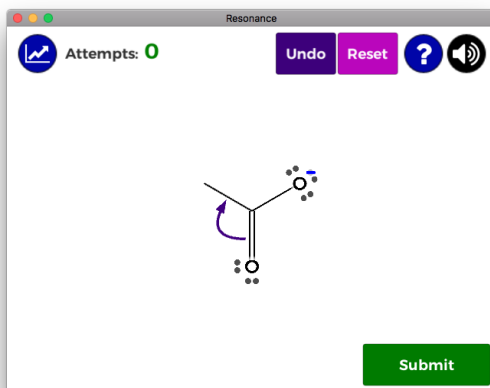 Resonance
Attempts: 0
Undo
Reset
?
O
O
Submit